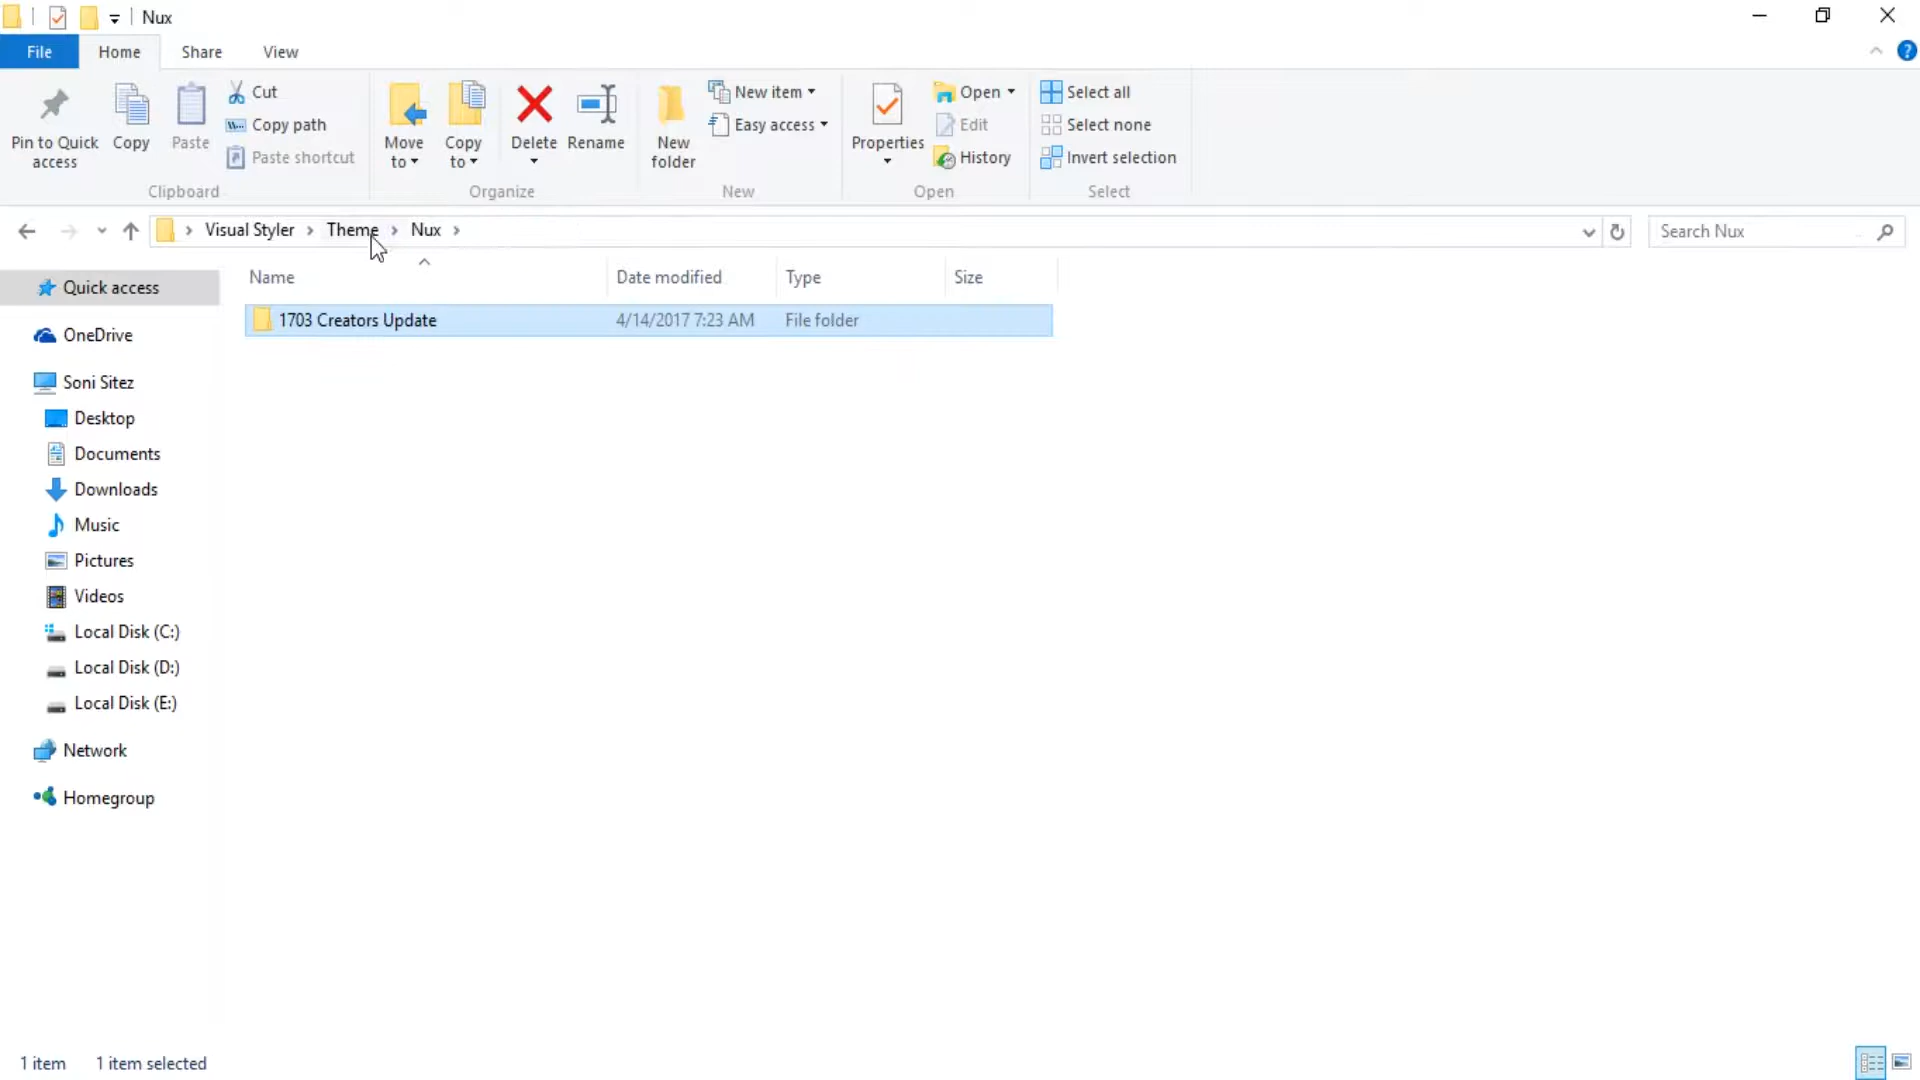 Nux
File Home Share View
Pin to Quick access
Copy
Paste
Cut
Copy path
Paste shortcut
Clipboard
Move to
Copy to
Delete
Rename
Organize
New folder
New item
Easy access
New
Properties
Open
Edit
History
Open
Select all
Select none
Invert selection
Select
Visual Styler Theme Nux
Search Nux
Name Date modified Type Size
1703 Creators Update 4/14/2017 7:23 AM File folder
Quick access
OneDrive
Soni Sitez
Desktop
Documents
Downloads
Music
Pictures
Videos
Local Disk (C:)
Local Disk (D:)
Local Disk (E:)
Network
Homegroup
1 item 1 item selected